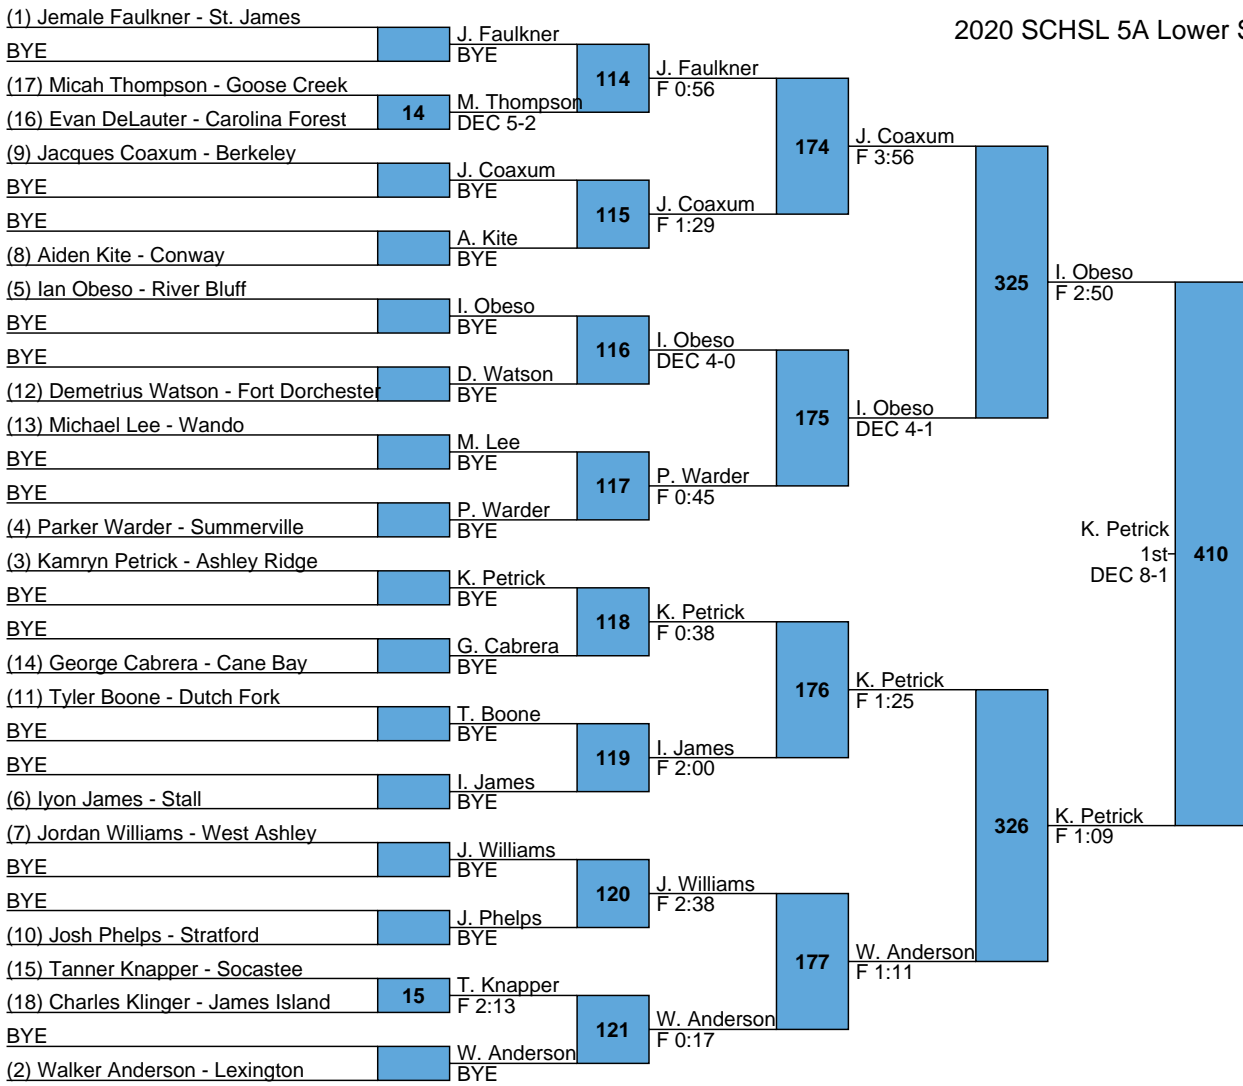 2020 SCHSL 5A Lower S
(1) Jemale Faulkner - St. James
BYE
(17) Micah Thompson - Goose Creek
(16) Evan DeLauter - Carolina Forest
(9) Jacques Coaxum - Berkeley
BYE
BYE
(8) Aiden Kite - Conway
(5) Ian Obeso - River Bluff
BYE
BYE
(12) Demetrius Watson - Fort Dorchester
(13) Michael Lee - Wando
BYE
BYE
(4) Parker Warder - Summerville
(3) Kamryn Petrick - Ashley Ridge
BYE
BYE
(14) George Cabrera - Cane Bay
(11) Tyler Boone - Dutch Fork
BYE
BYE
(6) Iyon James - Stall
(7) Jordan Williams - West Ashley
BYE
BYE
(10) Josh Phelps - Stratford
(15) Tanner Knapper - Socastee
(18) Charles Klinger - James Island
BYE
(2) Walker Anderson - Lexington
14
15
J. Faulkner
BYE
M. Thompson
DEC 5-2
J. Coaxum
BYE
A. Kite
BYE
I. Obeso
BYE
D. Watson
BYE
M. Lee
BYE
P. Warder
BYE
K. Petrick
BYE
G. Cabrera
BYE
T. Boone
BYE
I. James
BYE
J. Williams
BYE
J. Phelps
BYE
T. Knapper
F 2:13
W. Anderson
BYE
114
115
116
117
118
119
120
121
J. Faulkner
F 0:56
J. Coaxum
F 1:29
I. Obeso
DEC 4-0
P. Warder
F 0:45
K. Petrick
F 0:38
I. James
F 2:00
J. Williams
F 2:38
W. Anderson
F 0:17
174
175
176
177
J. Coaxum
F 3:56
I. Obeso
DEC 4-1
K. Petrick
F 1:25
W. Anderson
F 1:11
325
326
I. Obeso
F 2:50
K. Petrick
F 1:09
K. Petrick
1st
DEC 8-1
410